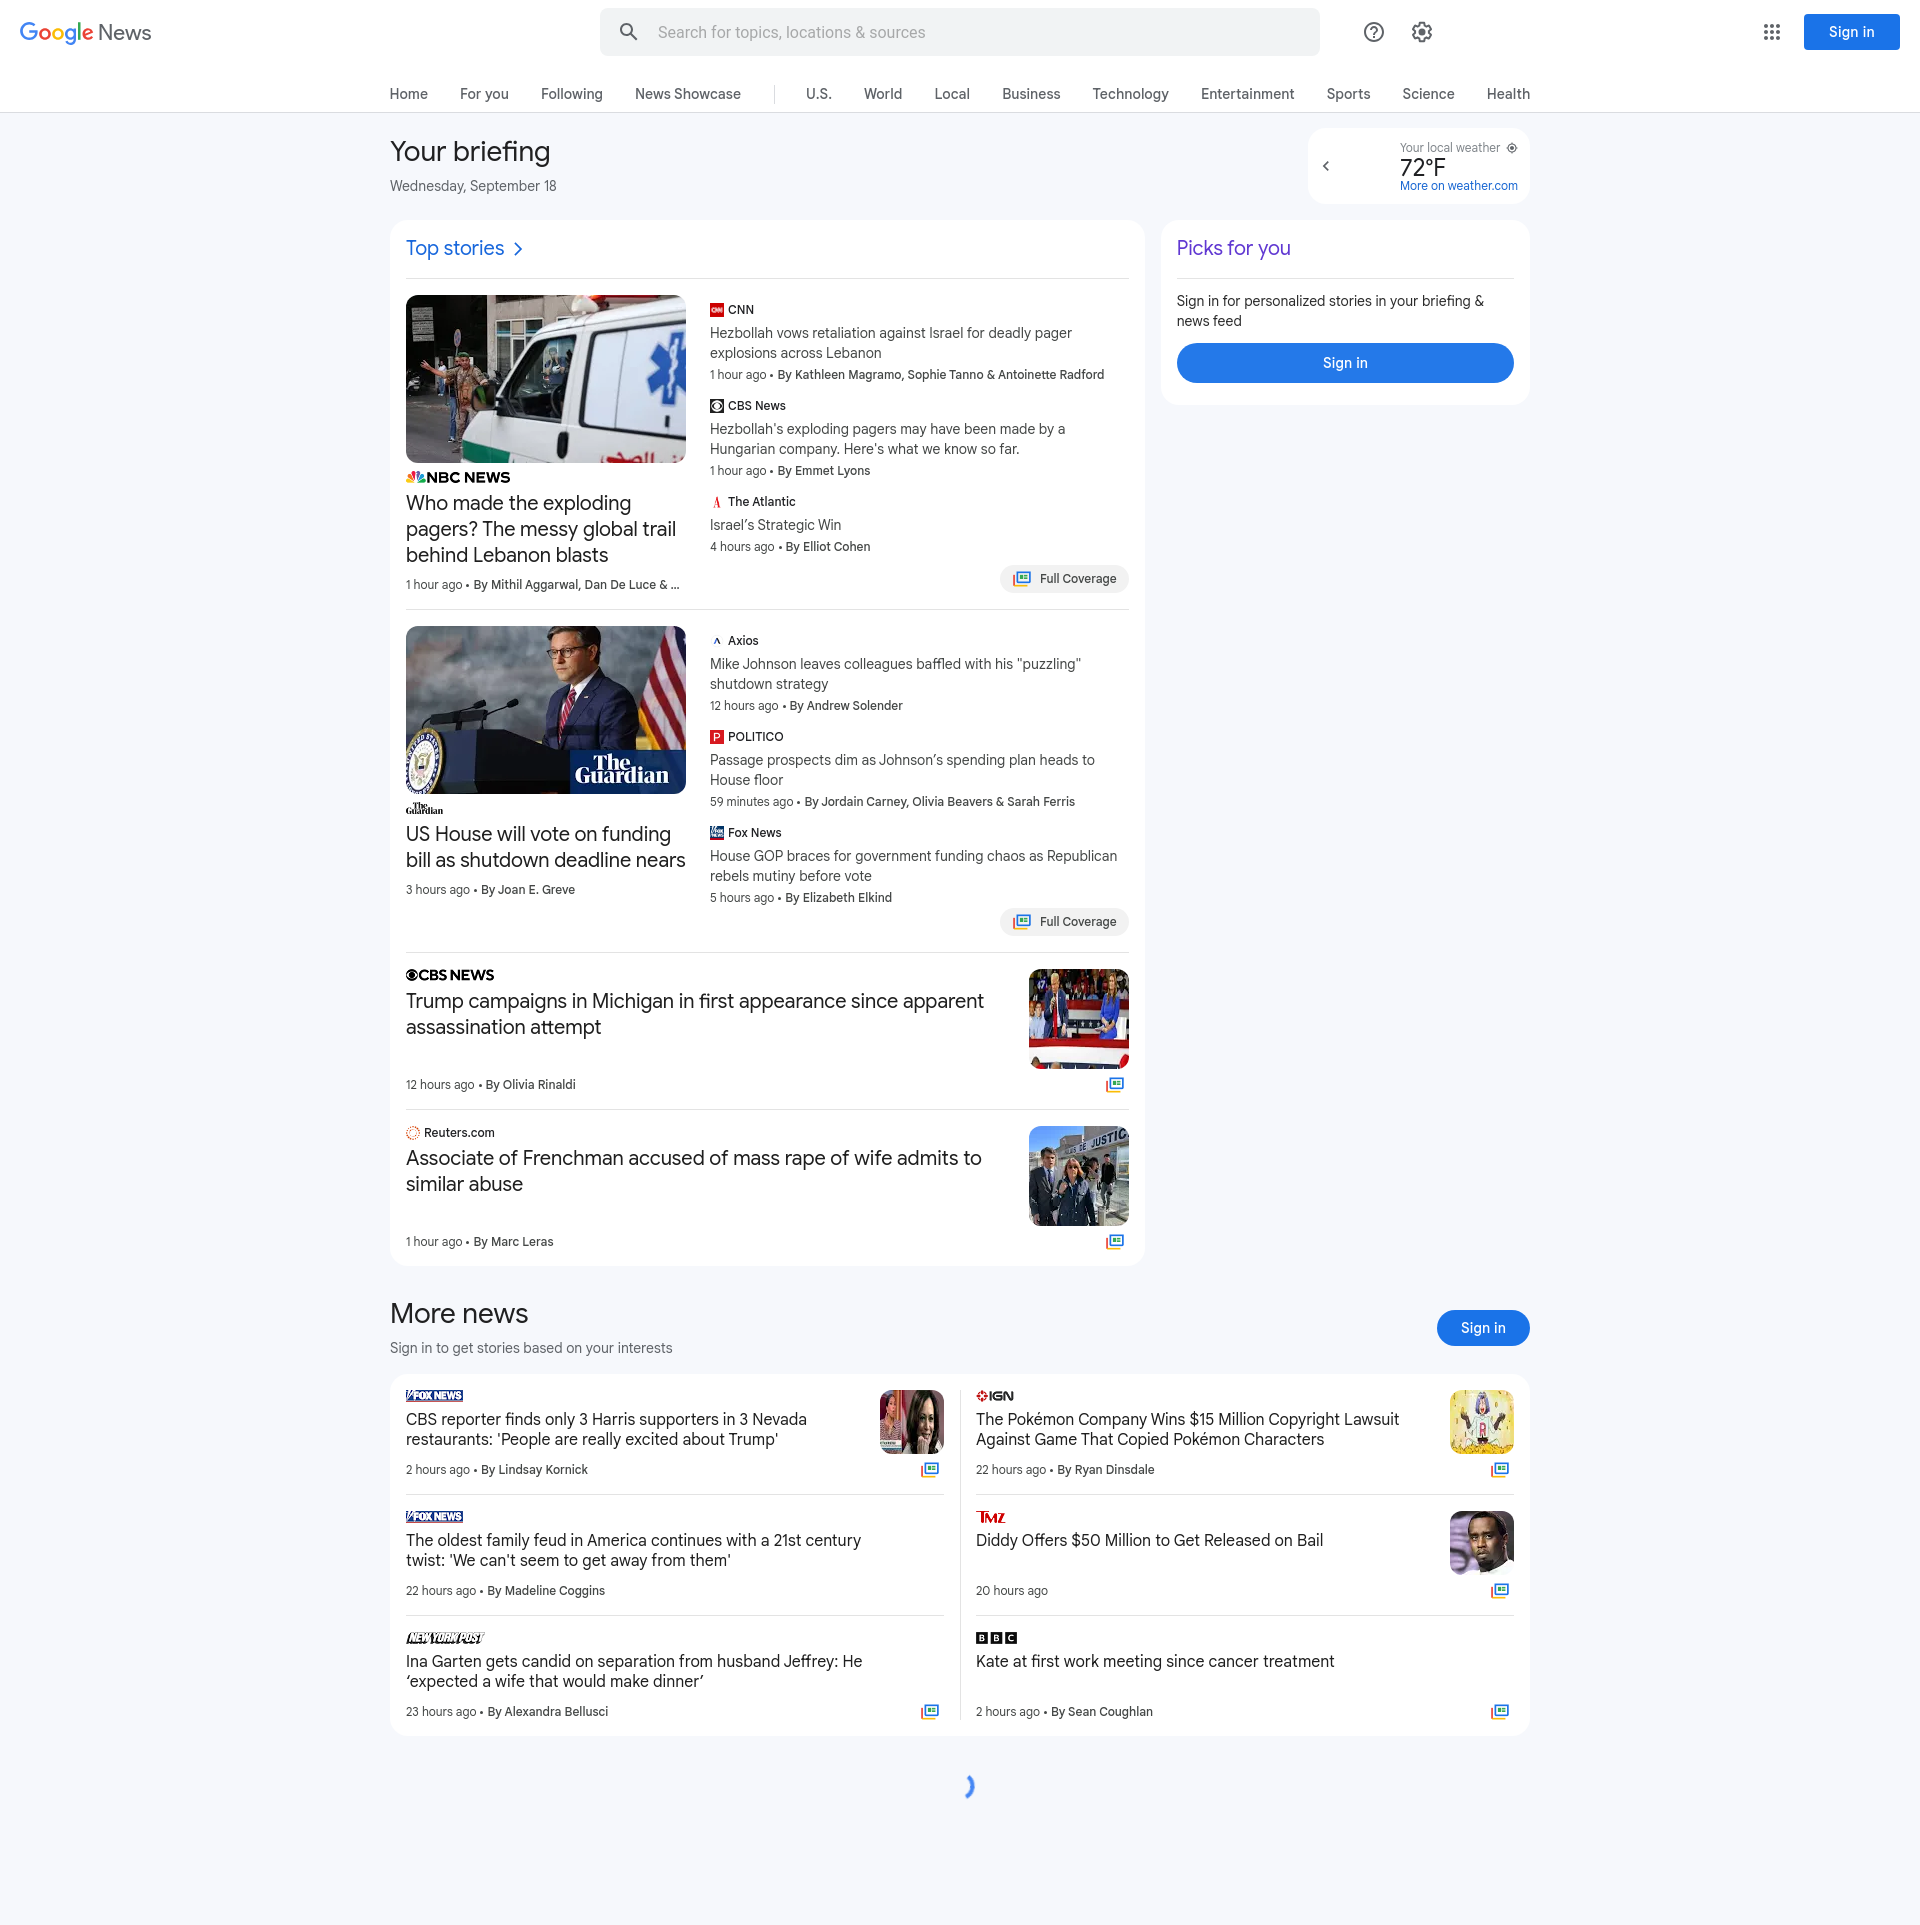 Google News
Search for topics, locations & sources
Sign in
Home
For you
Following
News Showcase
U.S.
World
Local
Business
Technology
Entertainment
Sports
Science
Health
Your briefing
Wednesday, September 18
Your local weather
72°F
More on weather.com
Top stories
NBC NEWS
Who made the exploding
pagers? The messy global trail
behind Lebanon blasts
1 hour ago • By Mithil Aggarwal, Dan De Luce & ...
CNN
Hezbollah vows retaliation against Israel for deadly pager
explosions across Lebanon
1 hour ago • By Kathleen Magramo, Sophie Tanno & Antoinette Radford
CBS News
Hezbollah's exploding pagers may have been made by a
Hungarian company. Here's what we know so far.
1 hour ago • By Emmet Lyons
The Atlantic
Israel’s Strategic Win
4 hours ago • By Elliot Cohen
Full Coverage
The
Guardian
The
Guardian
US House will vote on funding
bill as shutdown deadline nears
3 hours ago • By Joan E. Greve
Axios
Mike Johnson leaves colleagues baffled with his "puzzling"
shutdown strategy
12 hours ago • By Andrew Solender
POLITICO
Passage prospects dim as Johnson’s spending plan heads to
House floor
59 minutes ago • By Jordain Carney, Olivia Beavers & Sarah Ferris
Fox News
House GOP braces for government funding chaos as Republican
rebels mutiny before vote
5 hours ago • By Elizabeth Elkind
Full Coverage
CBS NEWS
Trump campaigns in Michigan in first appearance since apparent
assassination attempt
12 hours ago • By Olivia Rinaldi
Reuters.com
Associate of Frenchman accused of mass rape of wife admits to
similar abuse
1 hour ago • By Marc Leras
DE JUSTIC
Picks for you
Sign in for personalized stories in your briefing &
news feed
Sign in
More news
Sign in to get stories based on your interests
Sign in
FOX NEWS
CBS reporter finds only 3 Harris supporters in 3 Nevada
restaurants: 'People are really excited about Trump'
2 hours ago • By Lindsay Kornick
FOX NEWS
The oldest family feud in America continues with a 21st century
twist: 'We can't seem to get away from them'
22 hours ago • By Madeline Coggins
NEW YORK POST
Ina Garten gets candid on separation from husband Jeffrey: He
‘expected a wife that would make dinner’
23 hours ago • By Alexandra Bellusci
IGN
The Pokémon Company Wins $15 Million Copyright Lawsuit
Against Game That Copied Pokémon Characters
22 hours ago • By Ryan Dinsdale
R
TMZ
Diddy Offers $50 Million to Get Released on Bail
20 hours ago
BBC
Kate at first work meeting since cancer treatment
2 hours ago • By Sean Coughlan